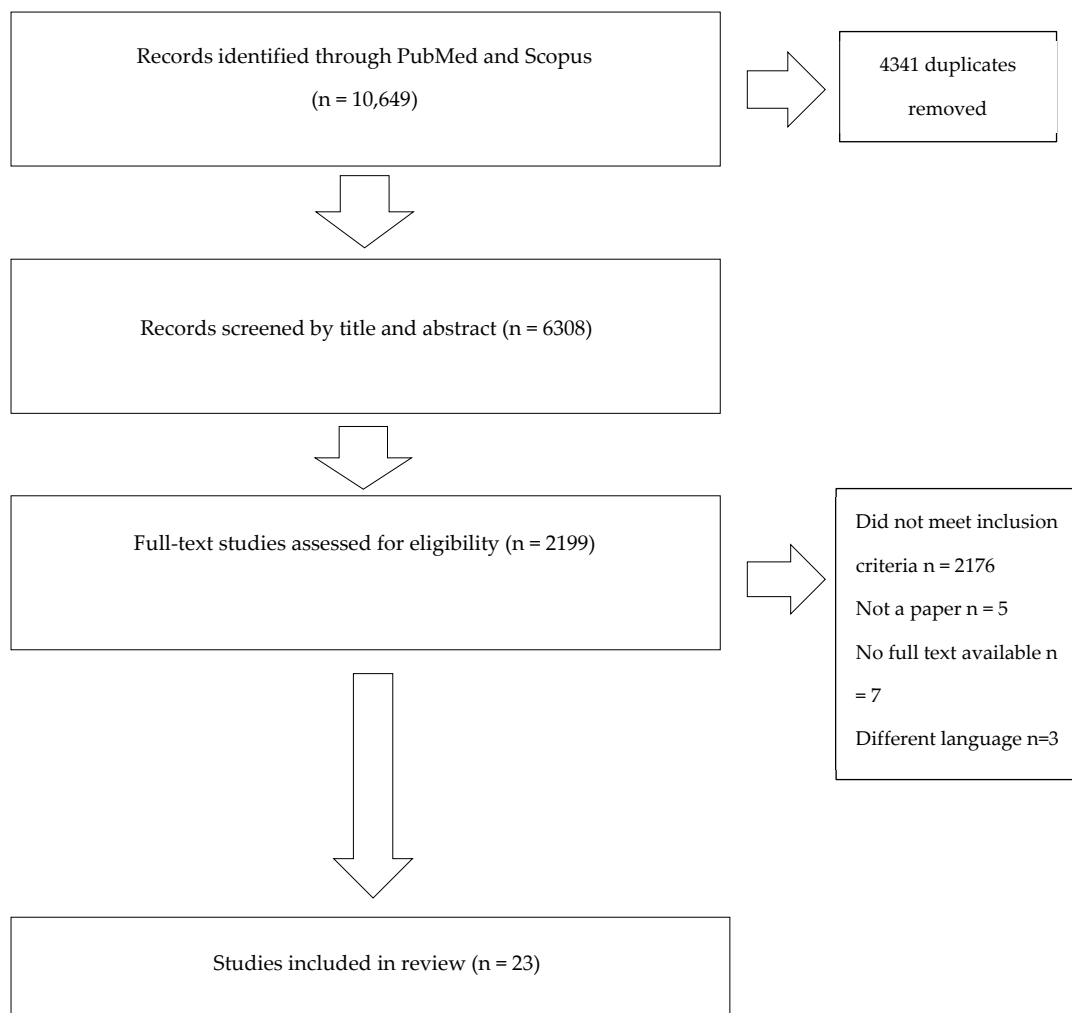 Records identified through PubMed and Scopus
(n = 10,649)
4341 duplicates
removed
Records screened by title and abstract (n = 6308)
Full-text studies assessed for eligibility (n = 2199)
Did not meet inclusion
criteria n = 2176
Not a paper n = 5
No full text available n
= 7
Different language n=3
Studies included in review (n = 23)